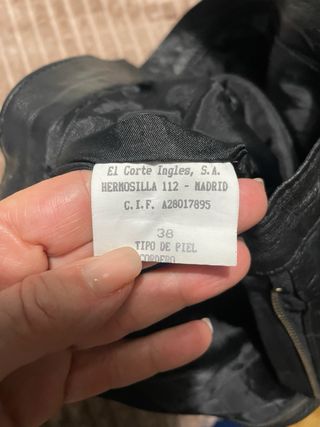 El Corte Ingles, S.A.
HERMOSILLA 112 - MADRID
C.I.F. A28017895
38
TIPO DE PIEL
CORDERO